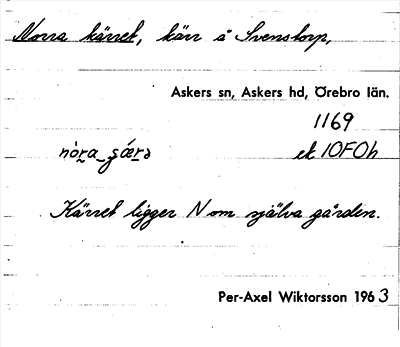 Norra kärret, kärr å Svenstorp,
Askers sn, Askers hd, Örebro län.
1169
ek 10F0h
Kärret ligger N om själva gården.
Per-Axel Wiktorsson 1963